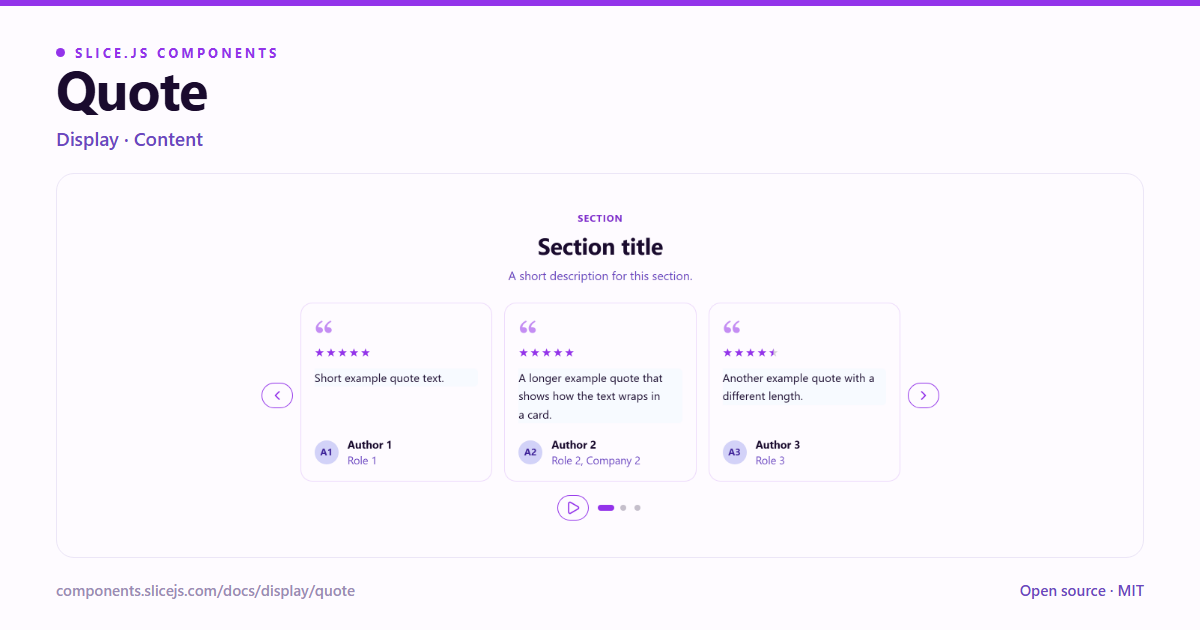 SLICE.JS COMPONENTS
Quote
Display · Content
SECTION
Section title
A short description for this section.
Short example quote text.
A1
Author 1
Role 1
A longer example quote that
shows how the text wraps in
a card.
A2
Author 2
Role 2, Company 2
Another example quote with a
different length.
A3
Author 3
Role 3
components.slicejs.com/docs/display/quote
Open source · MIT